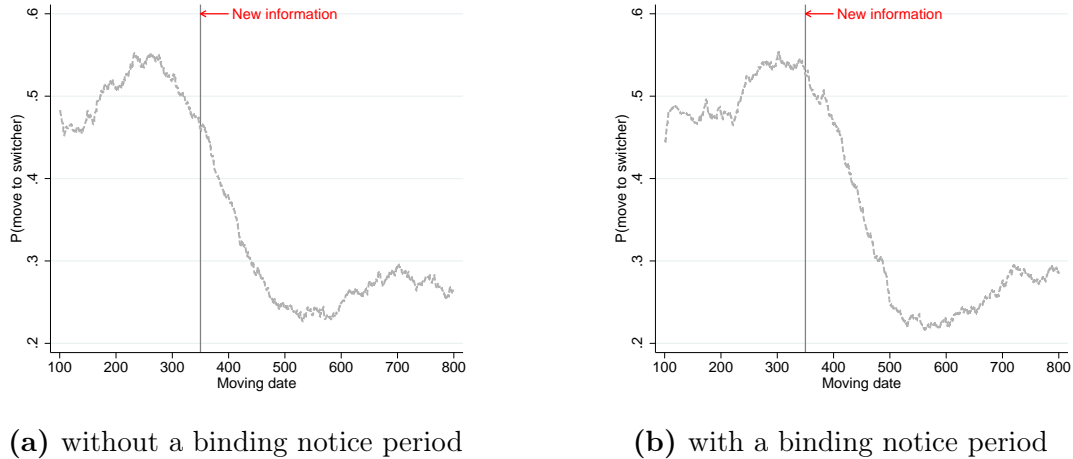 .6
.5
.4
.3
.2
P(move to switcher)
New information
100 200 300 400 500 600 700 800
Moving date
(a) without a binding notice period
.6
.5
.4
.3
.2
P(move to switcher)
New information
100 200 300 400 500 600 700 800
Moving date
(b) with a binding notice period